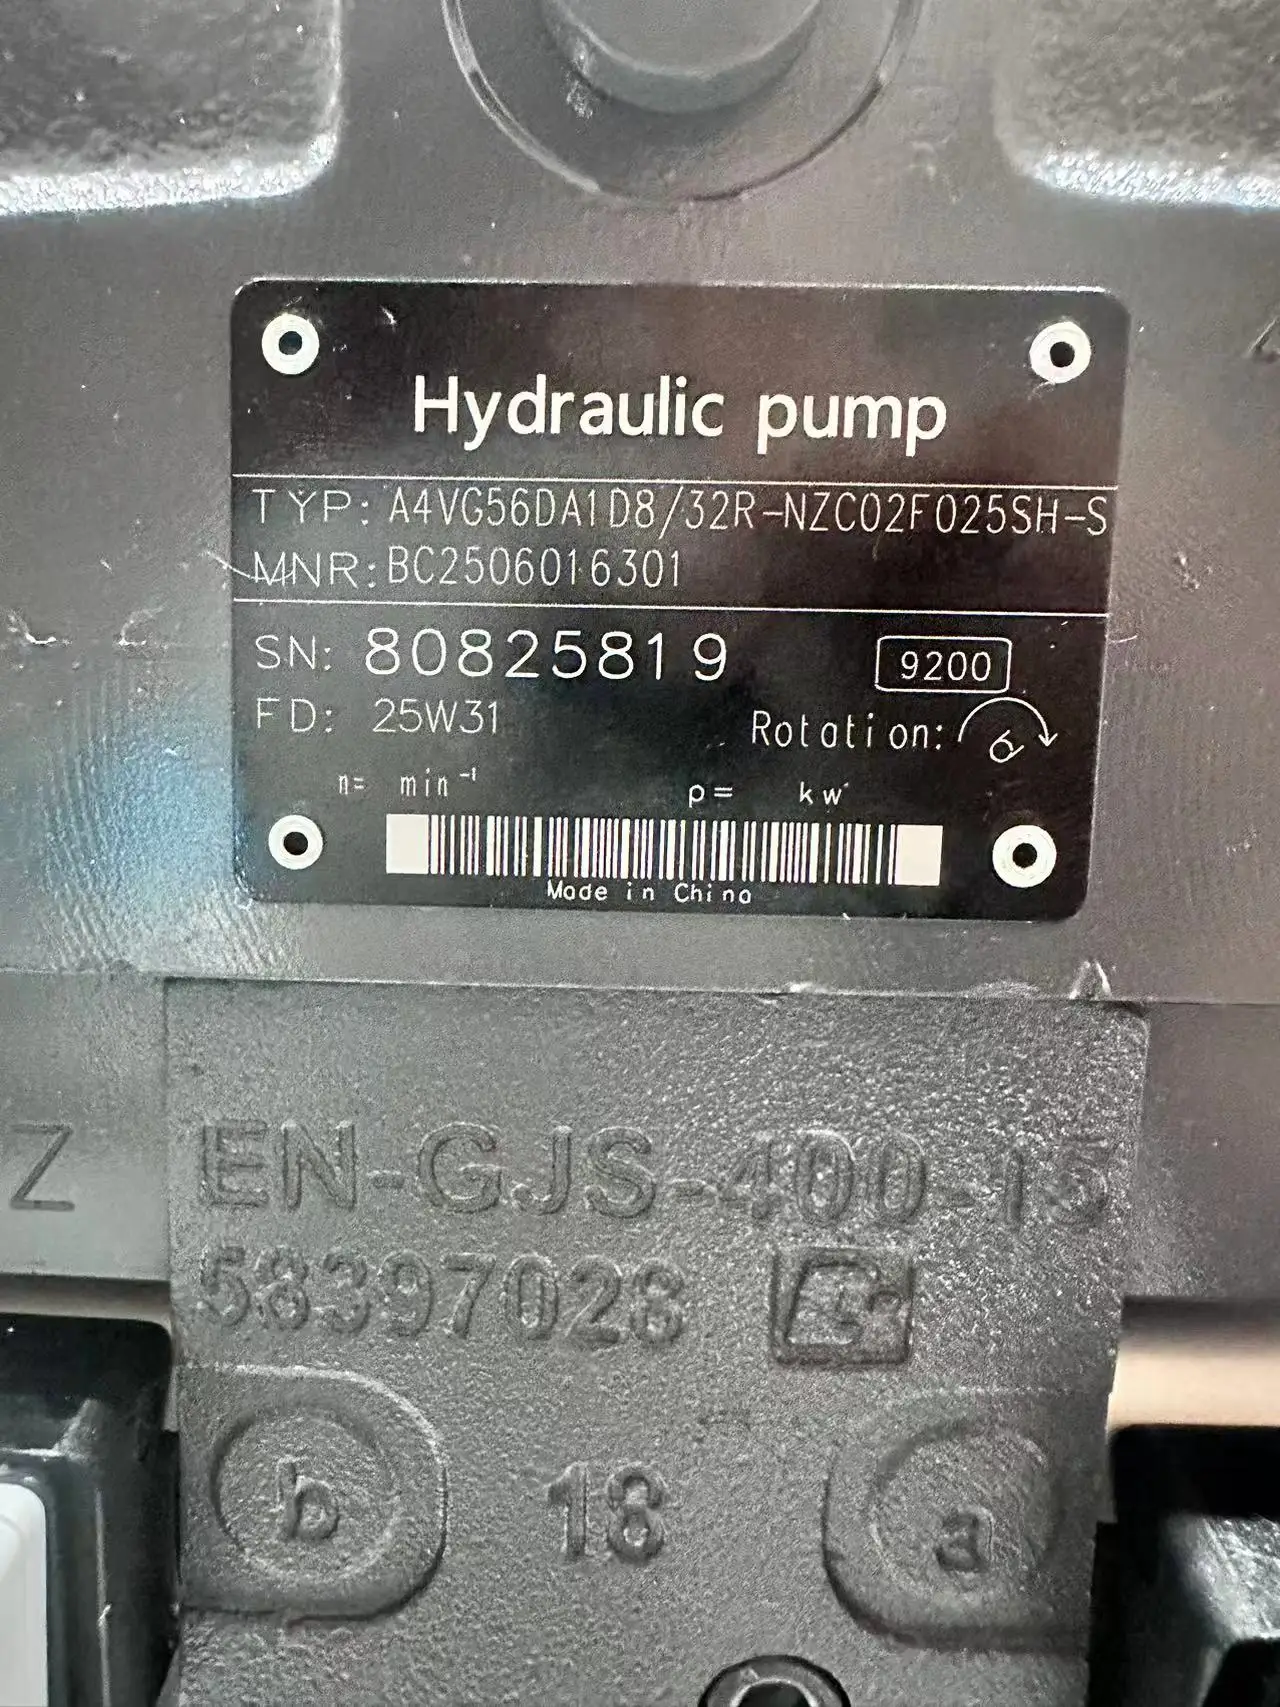 Hydraulic pump
TYP: A4VG56DA1D8/32R-NZC02F025SH-S
MNR: BC2506016301
SN: 80825819 9200
FD: 25W31 Rotation:
n= min⁻¹ p= kw
Made in China
Z EN-GJS-400-15
58397028
b 18 a